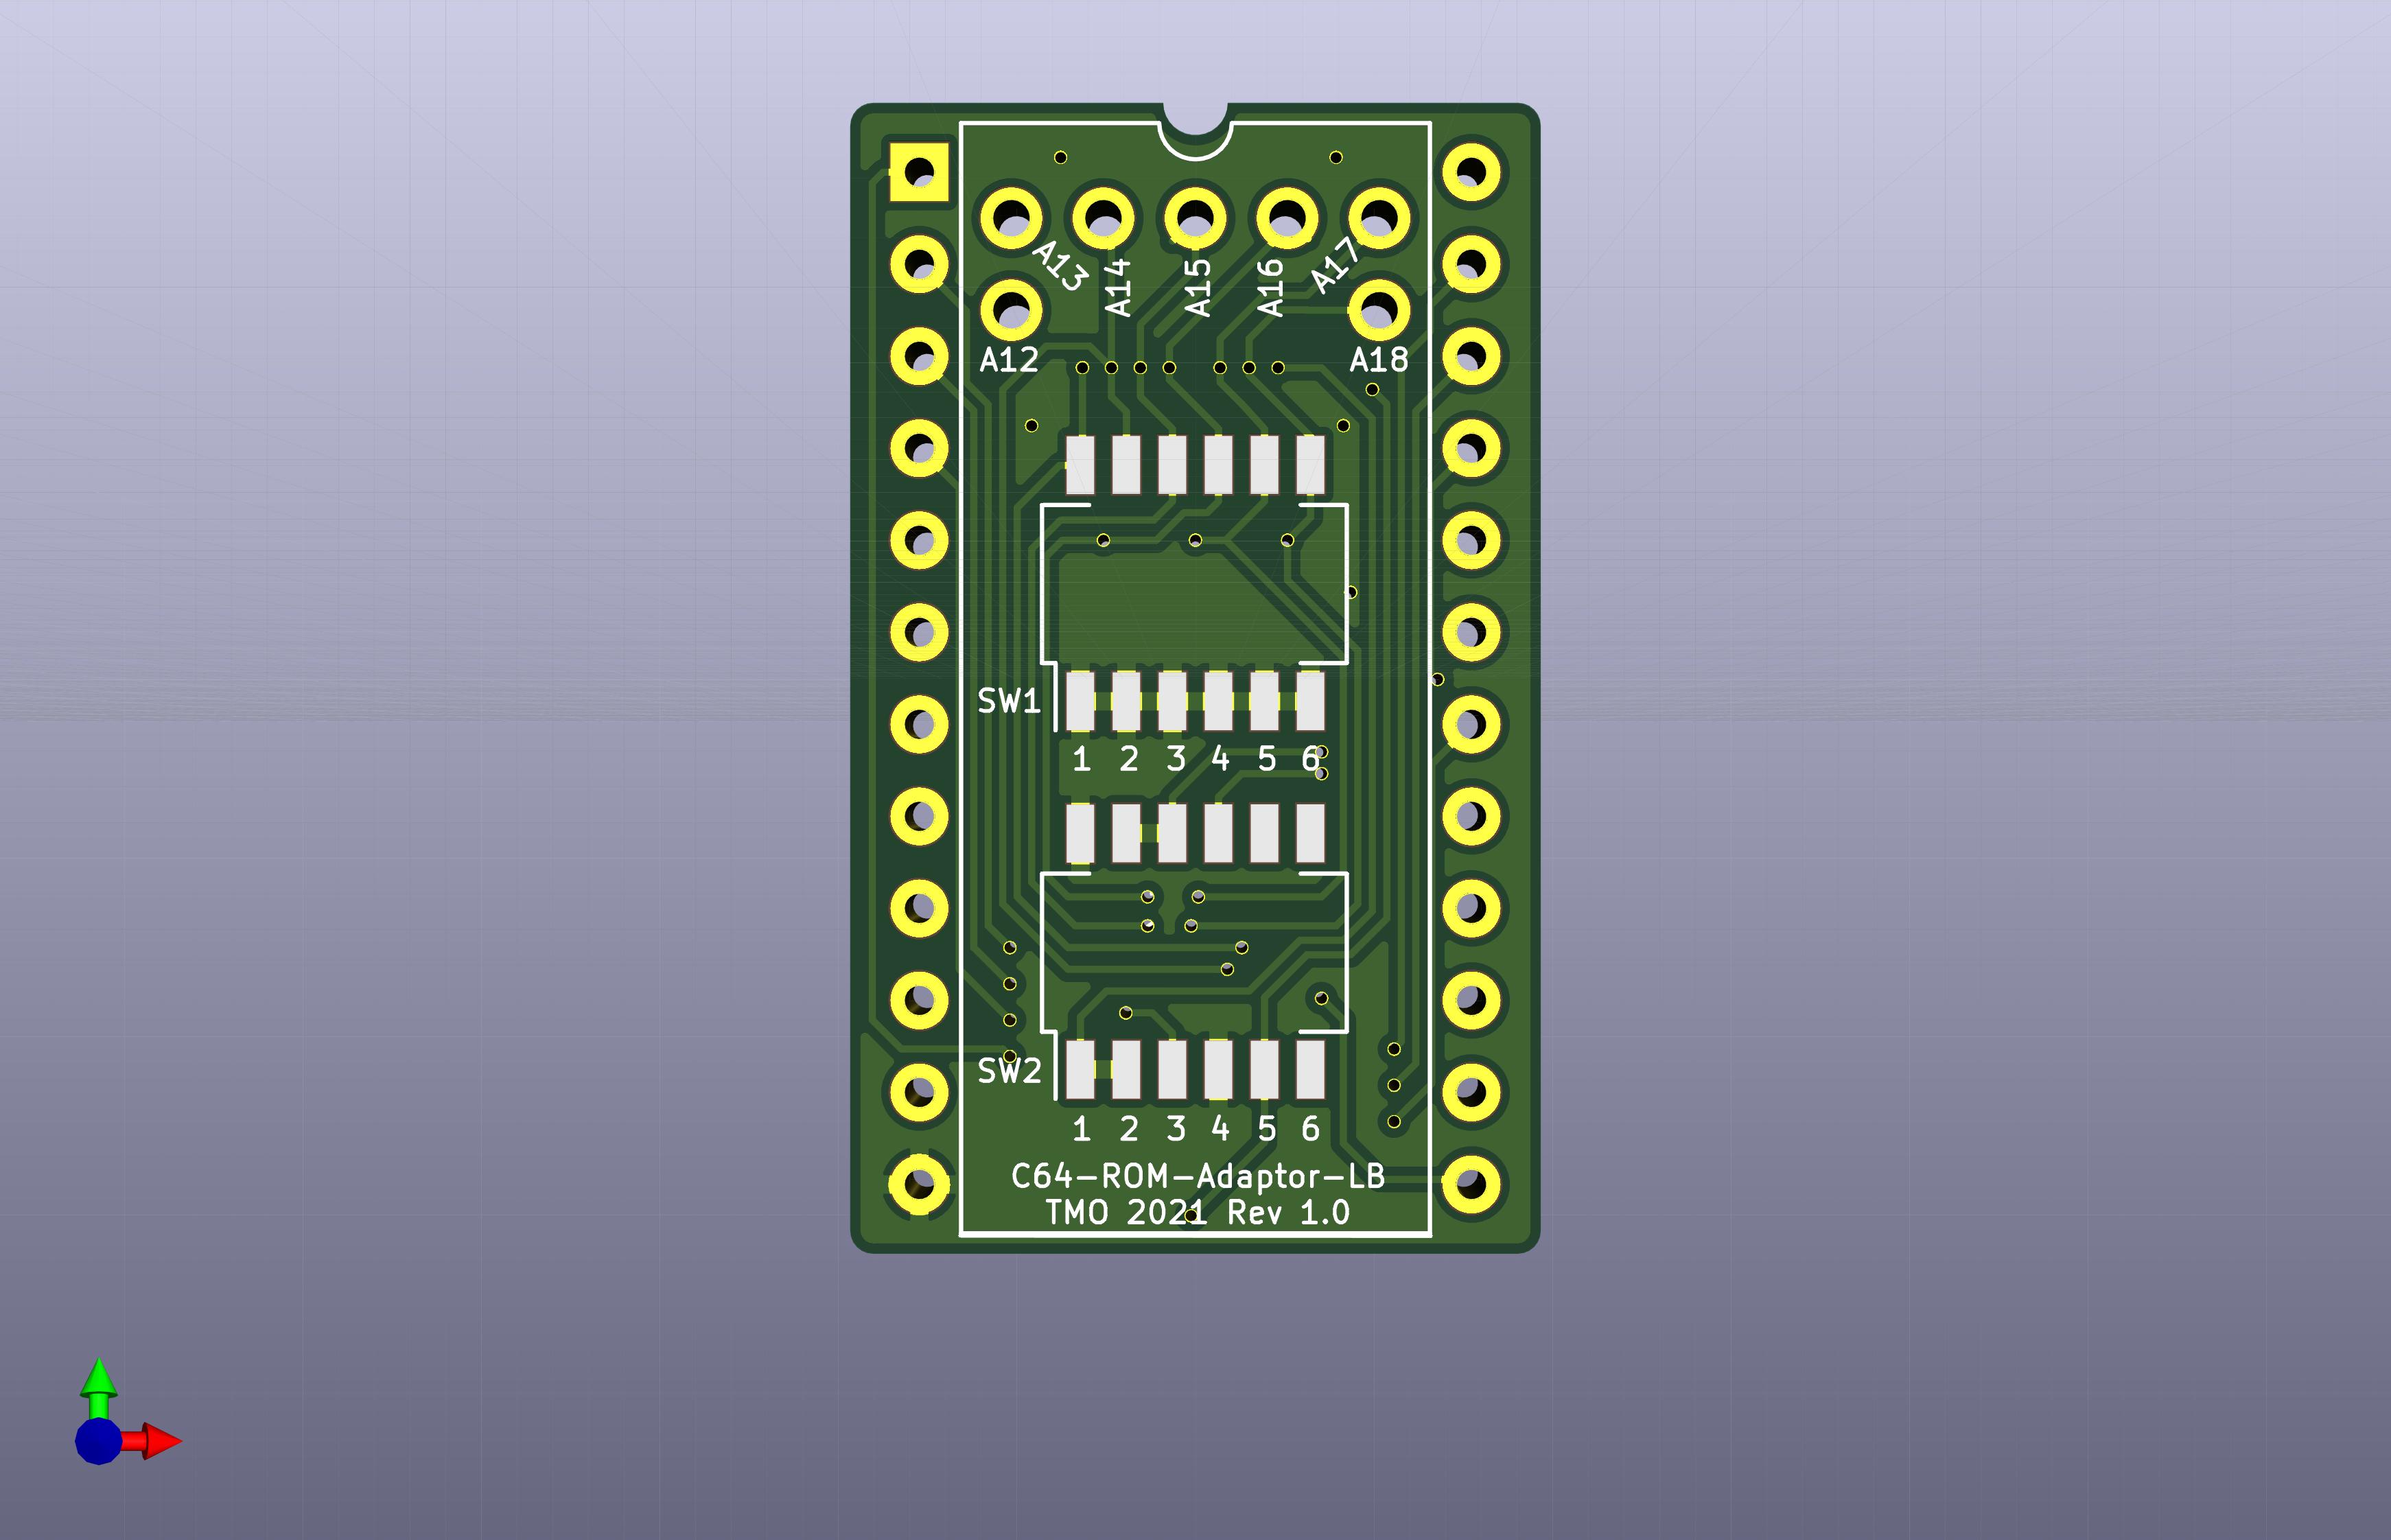 A13 A14 A15 A16 A17
A12 A18
SW1
1 2 3 4 5 6
SW2
1 2 3 4 5 6
C64-ROM-Adaptor-LB
TMO 2021 Rev 1.0